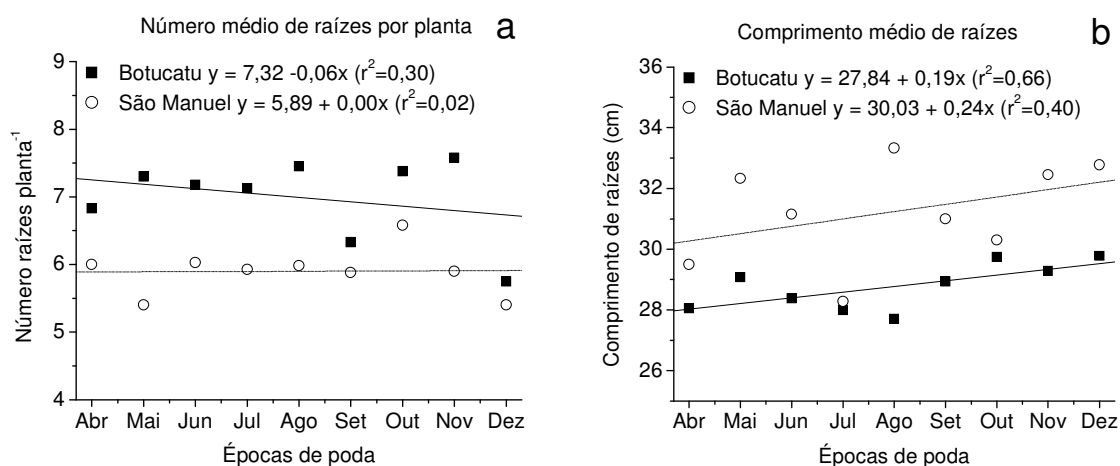 Número médio de raízes por planta
a
Botucatu y = 7,32 -0,06x (r²=0,30)
São Manuel y = 5,89 + 0,00x (r²=0,02)
Número raízes planta⁻¹
9
8
7
6
5
4
Abr Mai Jun Jul Ago Set Out Nov Dez
Épocas de poda
Comprimento médio de raízes
b
Botucatu y = 27,84 + 0,19x (r²=0,66)
São Manuel y = 30,03 + 0,24x (r²=0,40)
Comprimento de raízes (cm)
36
34
32
30
28
26
Abr Mai Jun Jul Ago Set Out Nov Dez
Épocas de poda